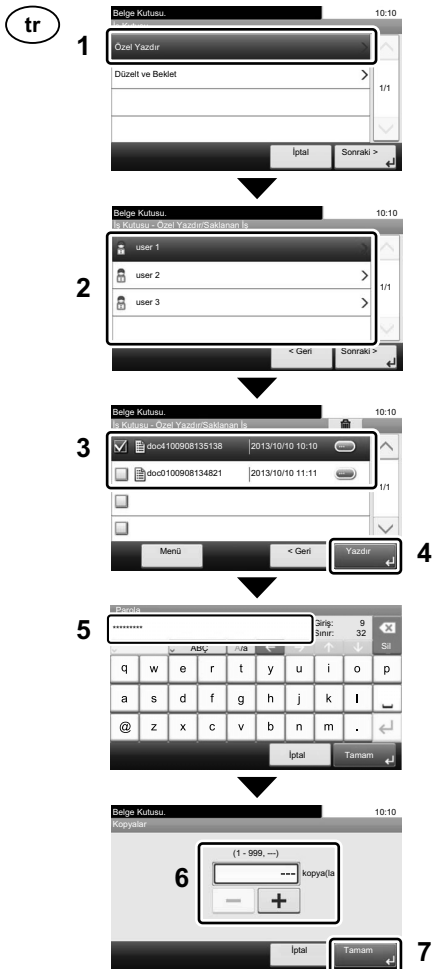 tr
Belge Kutusu. 10:10
1
Özel Yazdır >
Düzelt ve Beklet >
1/1
İptal Sonraki >
Belge Kutusu. 10:10
İş Kutusu - Özel Yazdır/Saklanan İş
2
user 1 >
user 2 >
user 3 >
1/1
< Geri Sonraki >
Belge Kutusu. 10:10
İş Kutusu - Özel Yazdır/Saklanan İş
3
doc4100908135138 2013/10/10 10:10 ...
doc0100908134821 2013/10/10 11:11 ...
1/1
Menü < Geri Yazdır 4
Parola
5
********* Giriş: 9
Sınır: 32
ABÇ A/a Sil
q w e r t y u i o p
a s d f g h j k l
@ z x c v b n m .
İptal Tamam
Belge Kutusu. 10:10
Kopyalar
6
(1 - 999, ---)
--- kopya(la
− +
İptal Tamam 7